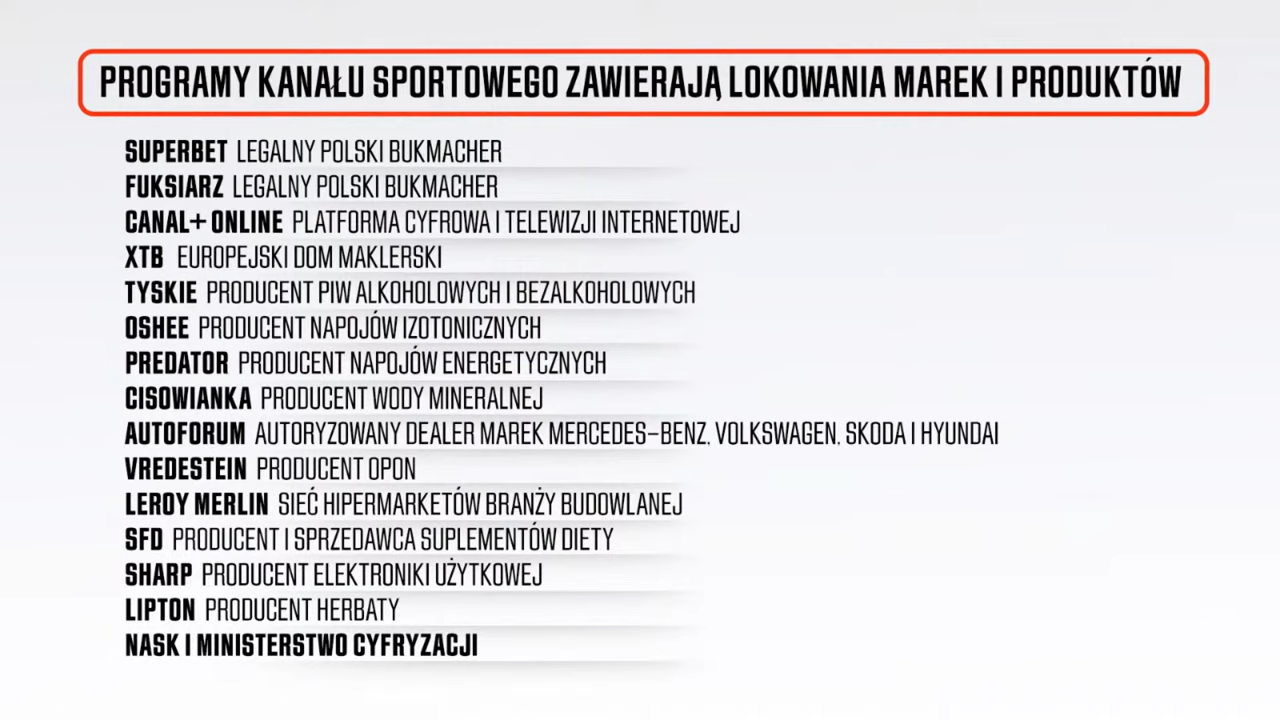 PROGRAMY KANAŁU SPORTOWEGO ZAWIERAJĄ LOKOWANIA MAREK I PRODUKTÓW
SUPERBET LEGALNY POLSKI BUKMACHER
FUKSIARZ LEGALNY POLSKI BUKMACHER
CANAL+ ONLINE PLATFORMA CYFROWA I TELEWIZJI INTERNETOWEJ
XTB EUROPEJSKI DOM MAKLERSKI
TYSKIE PRODUCENT PIW ALKOHOLOWYCH I BEZALKOHOLOWYCH
OSHEE PRODUCENT NAPOJÓW IZOTONICZNYCH
PREDATOR PRODUCENT NAPOJÓW ENERGETYCZNYCH
CISOWIANKA PRODUCENT WODY MINERALNEJ
AUTOFORUM AUTORYZOWANY DEALER MAREK MERCEDES-BENZ, VOLKSWAGEN, SKODA I HYUNDAI
VREDESTEIN PRODUCENT OPON
LEROY MERLIN SIEĆ HIPERMARKETÓW BRANŻY BUDOWLANEJ
SFD PRODUCENT I SPRZEDAWCA SUPLEMENTÓW DIETY
SHARP PRODUCENT ELEKTRONIKI UŻYTKOWEJ
LIPTON PRODUCENT HERBATY
NASK I MINISTERSTWO CYFRYZACJI